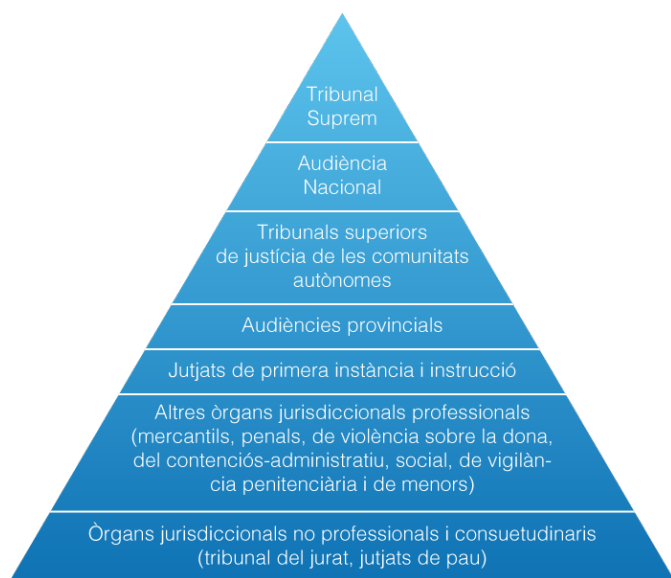 Tribunal
Suprem
Audiència
Nacional
Tribunals superiors
de justícia de les comunitats
autònomes
Audiències provincials
Jutjats de primera instància i instrucció
Altres òrgans jurisdiccionals professionals
(mercantils, penals, de violència sobre la dona,
del contenciós-administratiu, social, de vigilàn-
cia penitenciària i de menors)
Òrgans jurisdiccionals no professionals i consuetudinaris
(tribunal del jurat, jutjats de pau)